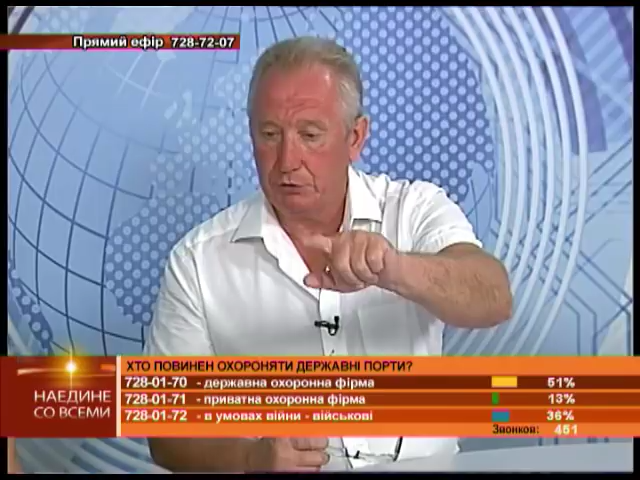 Прямий ефір 728-72-07
ХТО ПОВИНЕН ОХОРОНЯТИ ДЕРЖАВНІ ПОРТИ?
728-01-70 - державна охоронна фірма 51%
728-01-71 - приватна охоронна фірма 13%
728-01-72 - в умовах війни - військові 36%
Звонков: 451
НАЕДИНЕ
СО ВСЕМИ